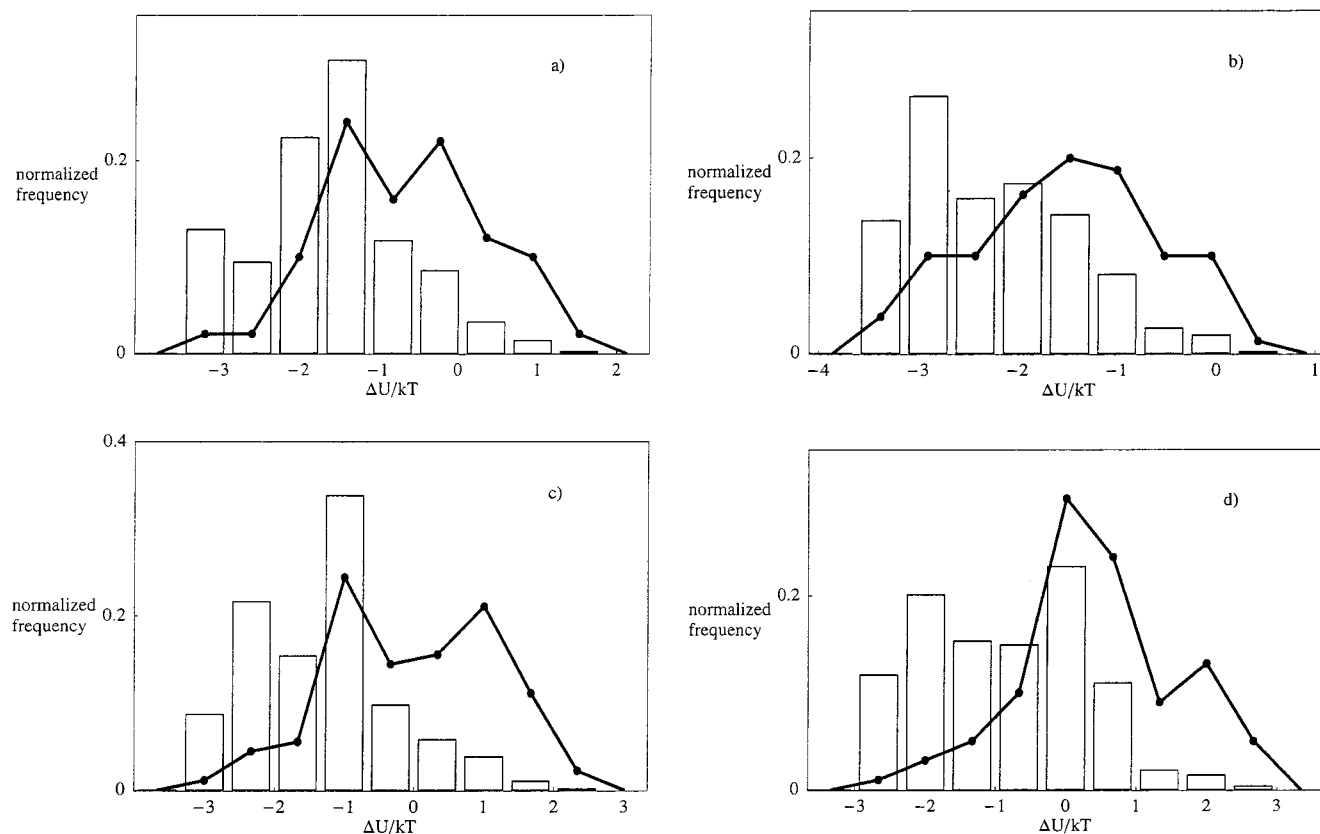 a)
0.2
normalized
frequency
0
−3 −2 −1 0 1 2
ΔU/kT
b)
0.2
normalized
frequency
0
−4 −3 −2 −1 0 1
ΔU/kT
0.4
c)
normalized
frequency
0.2
0
−3 −2 −1 0 1 2 3
ΔU/kT
d)
0.2
normalized
frequency
0
−3 −2 −1 0 1 2 3
ΔU/kT